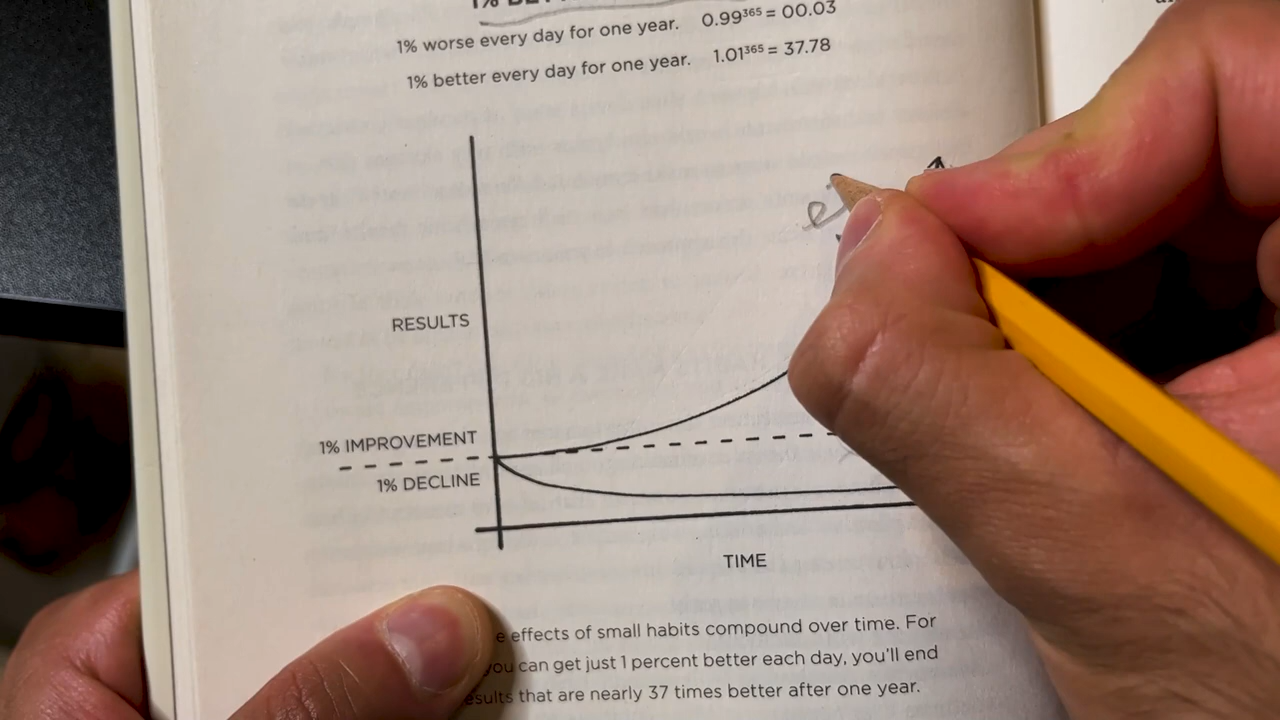 1% BET
1% worse every day for one year. 0.99³⁶⁵ = 00.03
1% better every day for one year. 1.01³⁶⁵ = 37.78
RESULTS
1% IMPROVEMENT
1% DECLINE
TIME
e effects of small habits compound over time. For
you can get just 1 percent better each day, you'll end
esults that are nearly 37 times better after one year.